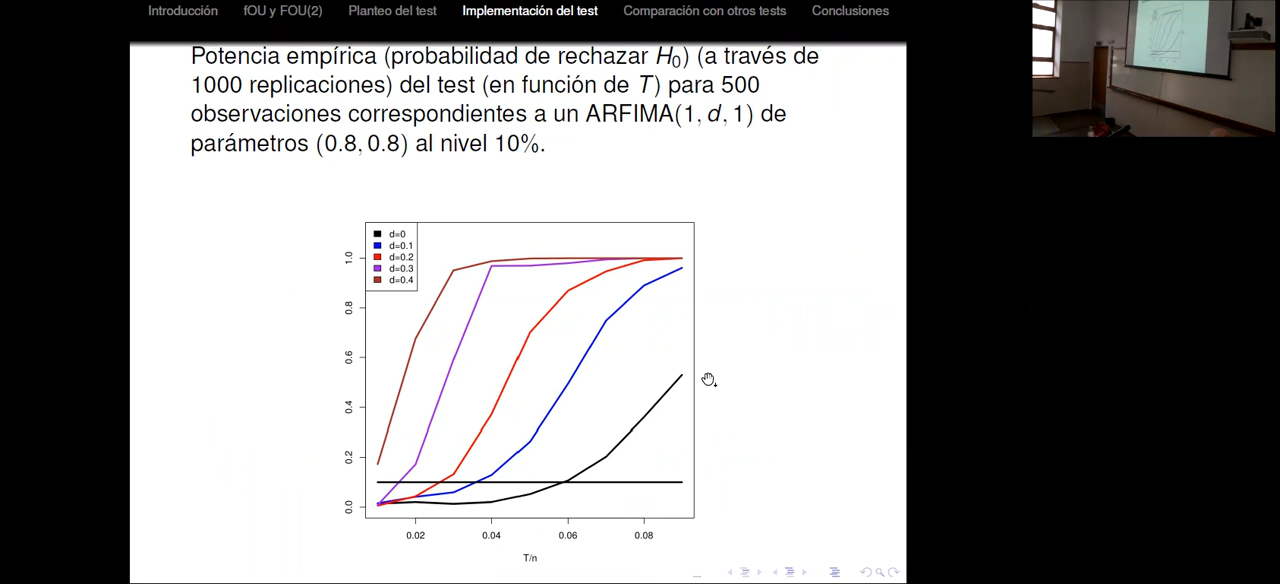 Introducción fOU y FOU(2) Planteo del test Implementación del test Comparación con otros tests Conclusiones
Potencia empírica (probabilidad de rechazar H0) (a través de
1000 replicaciones) del test (en función de T) para 500
observaciones correspondientes a un ARFIMA(1, d, 1) de
parámetros (0.8, 0.8) al nivel 10%.
d=0
d=0.1
d=0.2
d=0.3
d=0.4
1.0
0.8
0.6
0.4
0.2
0.0
0.02 0.04 0.06 0.08
T/n